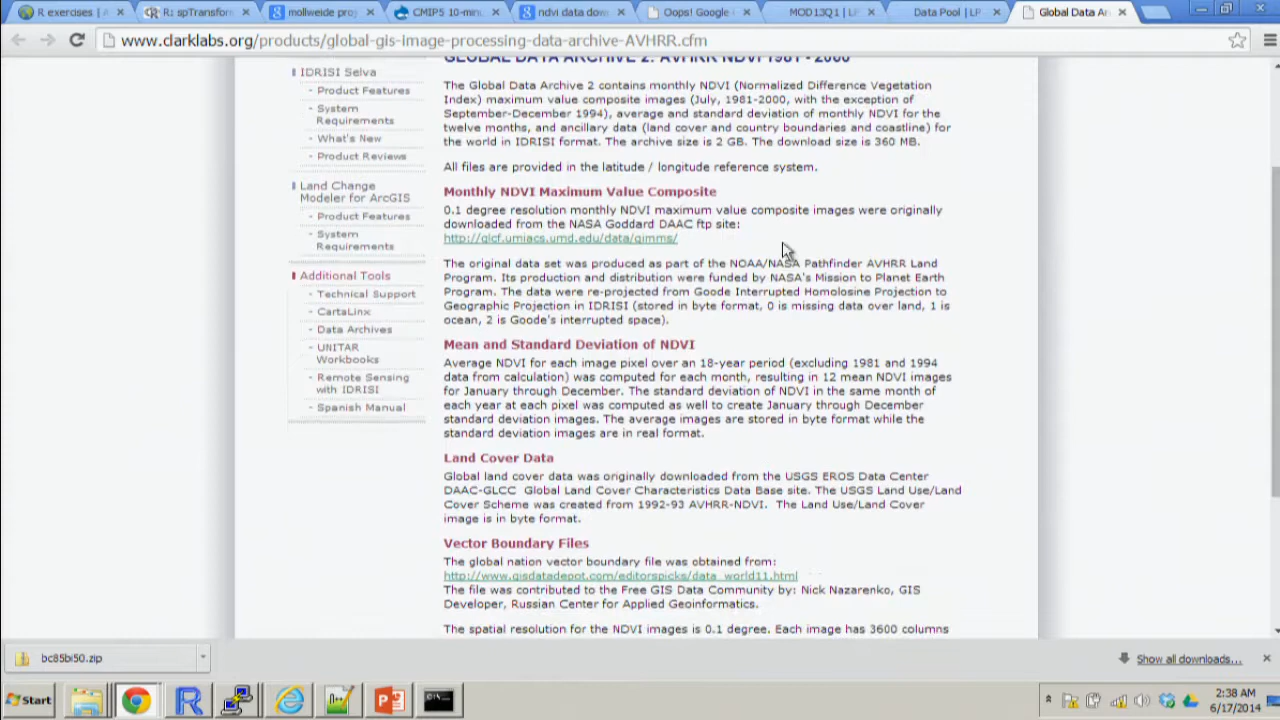 R exercises | A
R: spTransform
mollweide pro
CMIP5 10-minu
ndvi data dow
Oops! Google
MOD13Q1 | LP
Data Pool | LP
Global Data Ar
www.clarklabs.org/products/global-gis-image-processing-data-archive-AVHRR.cfm
GLOBAL DATA ARCHIVE 2: AVHRR NDVI 1981 - 2000
IDRISI Selva
- Product Features
- System
Requirements
- What's New
- Product Reviews
Land Change
Modeler for ArcGIS
- Product Features
- System
Requirements
Additional Tools
- Technical Support
- CartaLinx
- Data Archives
- UNITAR
Workbooks
- Remote Sensing
with IDRISI
- Spanish Manual
The Global Data Archive 2 contains monthly NDVI (Normalized Difference Vegetation
Index) maximum value composite images (July, 1981-2000, with the exception of
September-December 1994), average and standard deviation of monthly NDVI for the
twelve months, and ancillary data (land cover and country boundaries and coastline) for
the world in IDRISI format. The archive size is 2 GB. The download size is 360 MB.
All files are provided in the latitude / longitude reference system.
Monthly NDVI Maximum Value Composite
0.1 degree resolution monthly NDVI maximum value composite images were originally
downloaded from the NASA Goddard DAAC ftp site:
http://glcf.umiacs.umd.edu/data/gimms/
The original data set was produced as part of the NOAA/NASA Pathfinder AVHRR Land
Program. Its production and distribution were funded by NASA's Mission to Planet Earth
Program. The data were re-projected from Goode Interrupted Homolosine Projection to
Geographic Projection in IDRISI (stored in byte format, 0 is missing data over land, 1 is
ocean, 2 is Goode's interrupted space).
Mean and Standard Deviation of NDVI
Average NDVI for each image pixel over an 18-year period (excluding 1981 and 1994
data from calculation) was computed for each month, resulting in 12 mean NDVI images
for January through December. The standard deviation of NDVI in the same month of
each year at each pixel was computed as well to create January through December
standard deviation images. The average images are stored in byte format while the
standard deviation images are in real format.
Land Cover Data
Global land cover data was originally downloaded from the USGS EROS Data Center
DAAC-GLCC Global Land Cover Characteristics Data Base site. The USGS Land Use/Land
Cover Scheme was created from 1992-93 AVHRR-NDVI. The Land Use/Land Cover
image is in byte format.
Vector Boundary Files
The global nation vector boundary file was obtained from:
http://www.gisdatadepot.com/editorspicks/data_world11.html
The file was contributed to the Free GIS Data Community by: Nick Nazarenko, GIS
Developer, Russian Center for Applied Geoinformatics.
The spatial resolution for the NDVI images is 0.1 degree. Each image has 3600 columns
bc85bi50.zip
Show all downloads...
Start
2:38 AM
6/17/2014